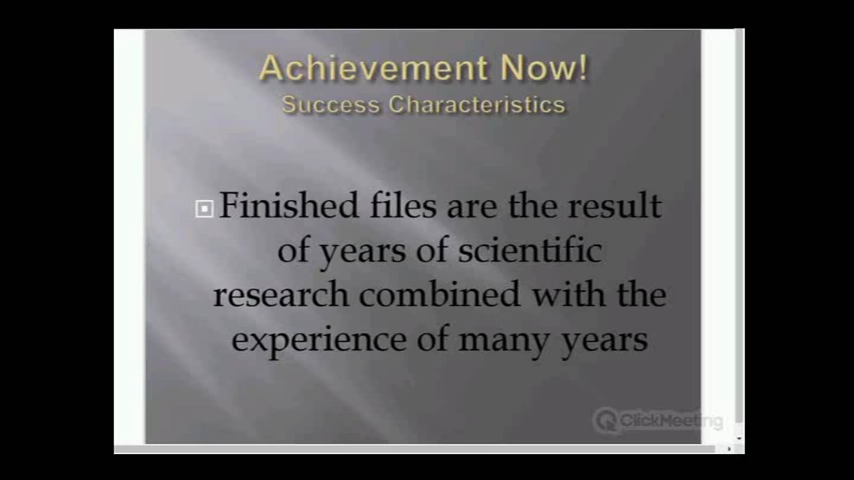 Achievement Now!
Success Characteristics
Finished files are the result
of years of scientific
research combined with the
experience of many years
ClickMeeting